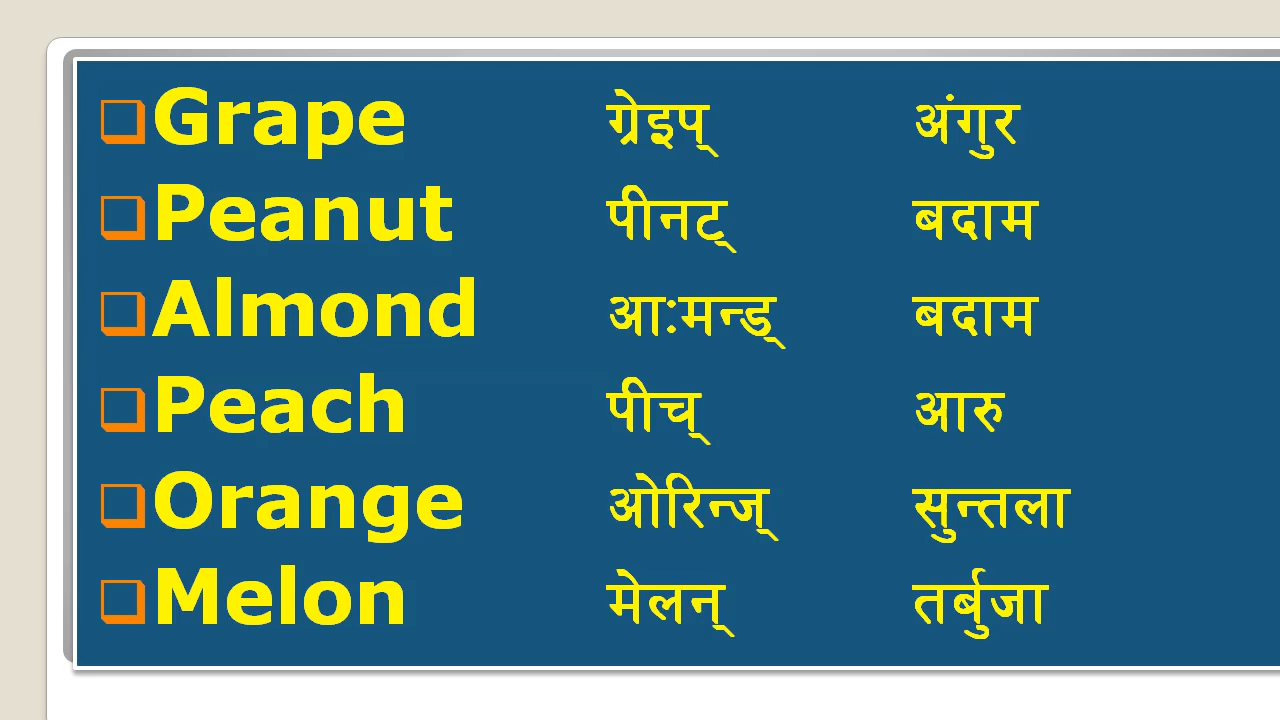 Grape ग्रेइप् अंगुर
Peanut पीनट् बदाम
Almond आःमन्ड् बदाम
Peach पीच् आरु
Orange ओरिन्ज् सुन्तला
Melon मेलन् तर्बुजा